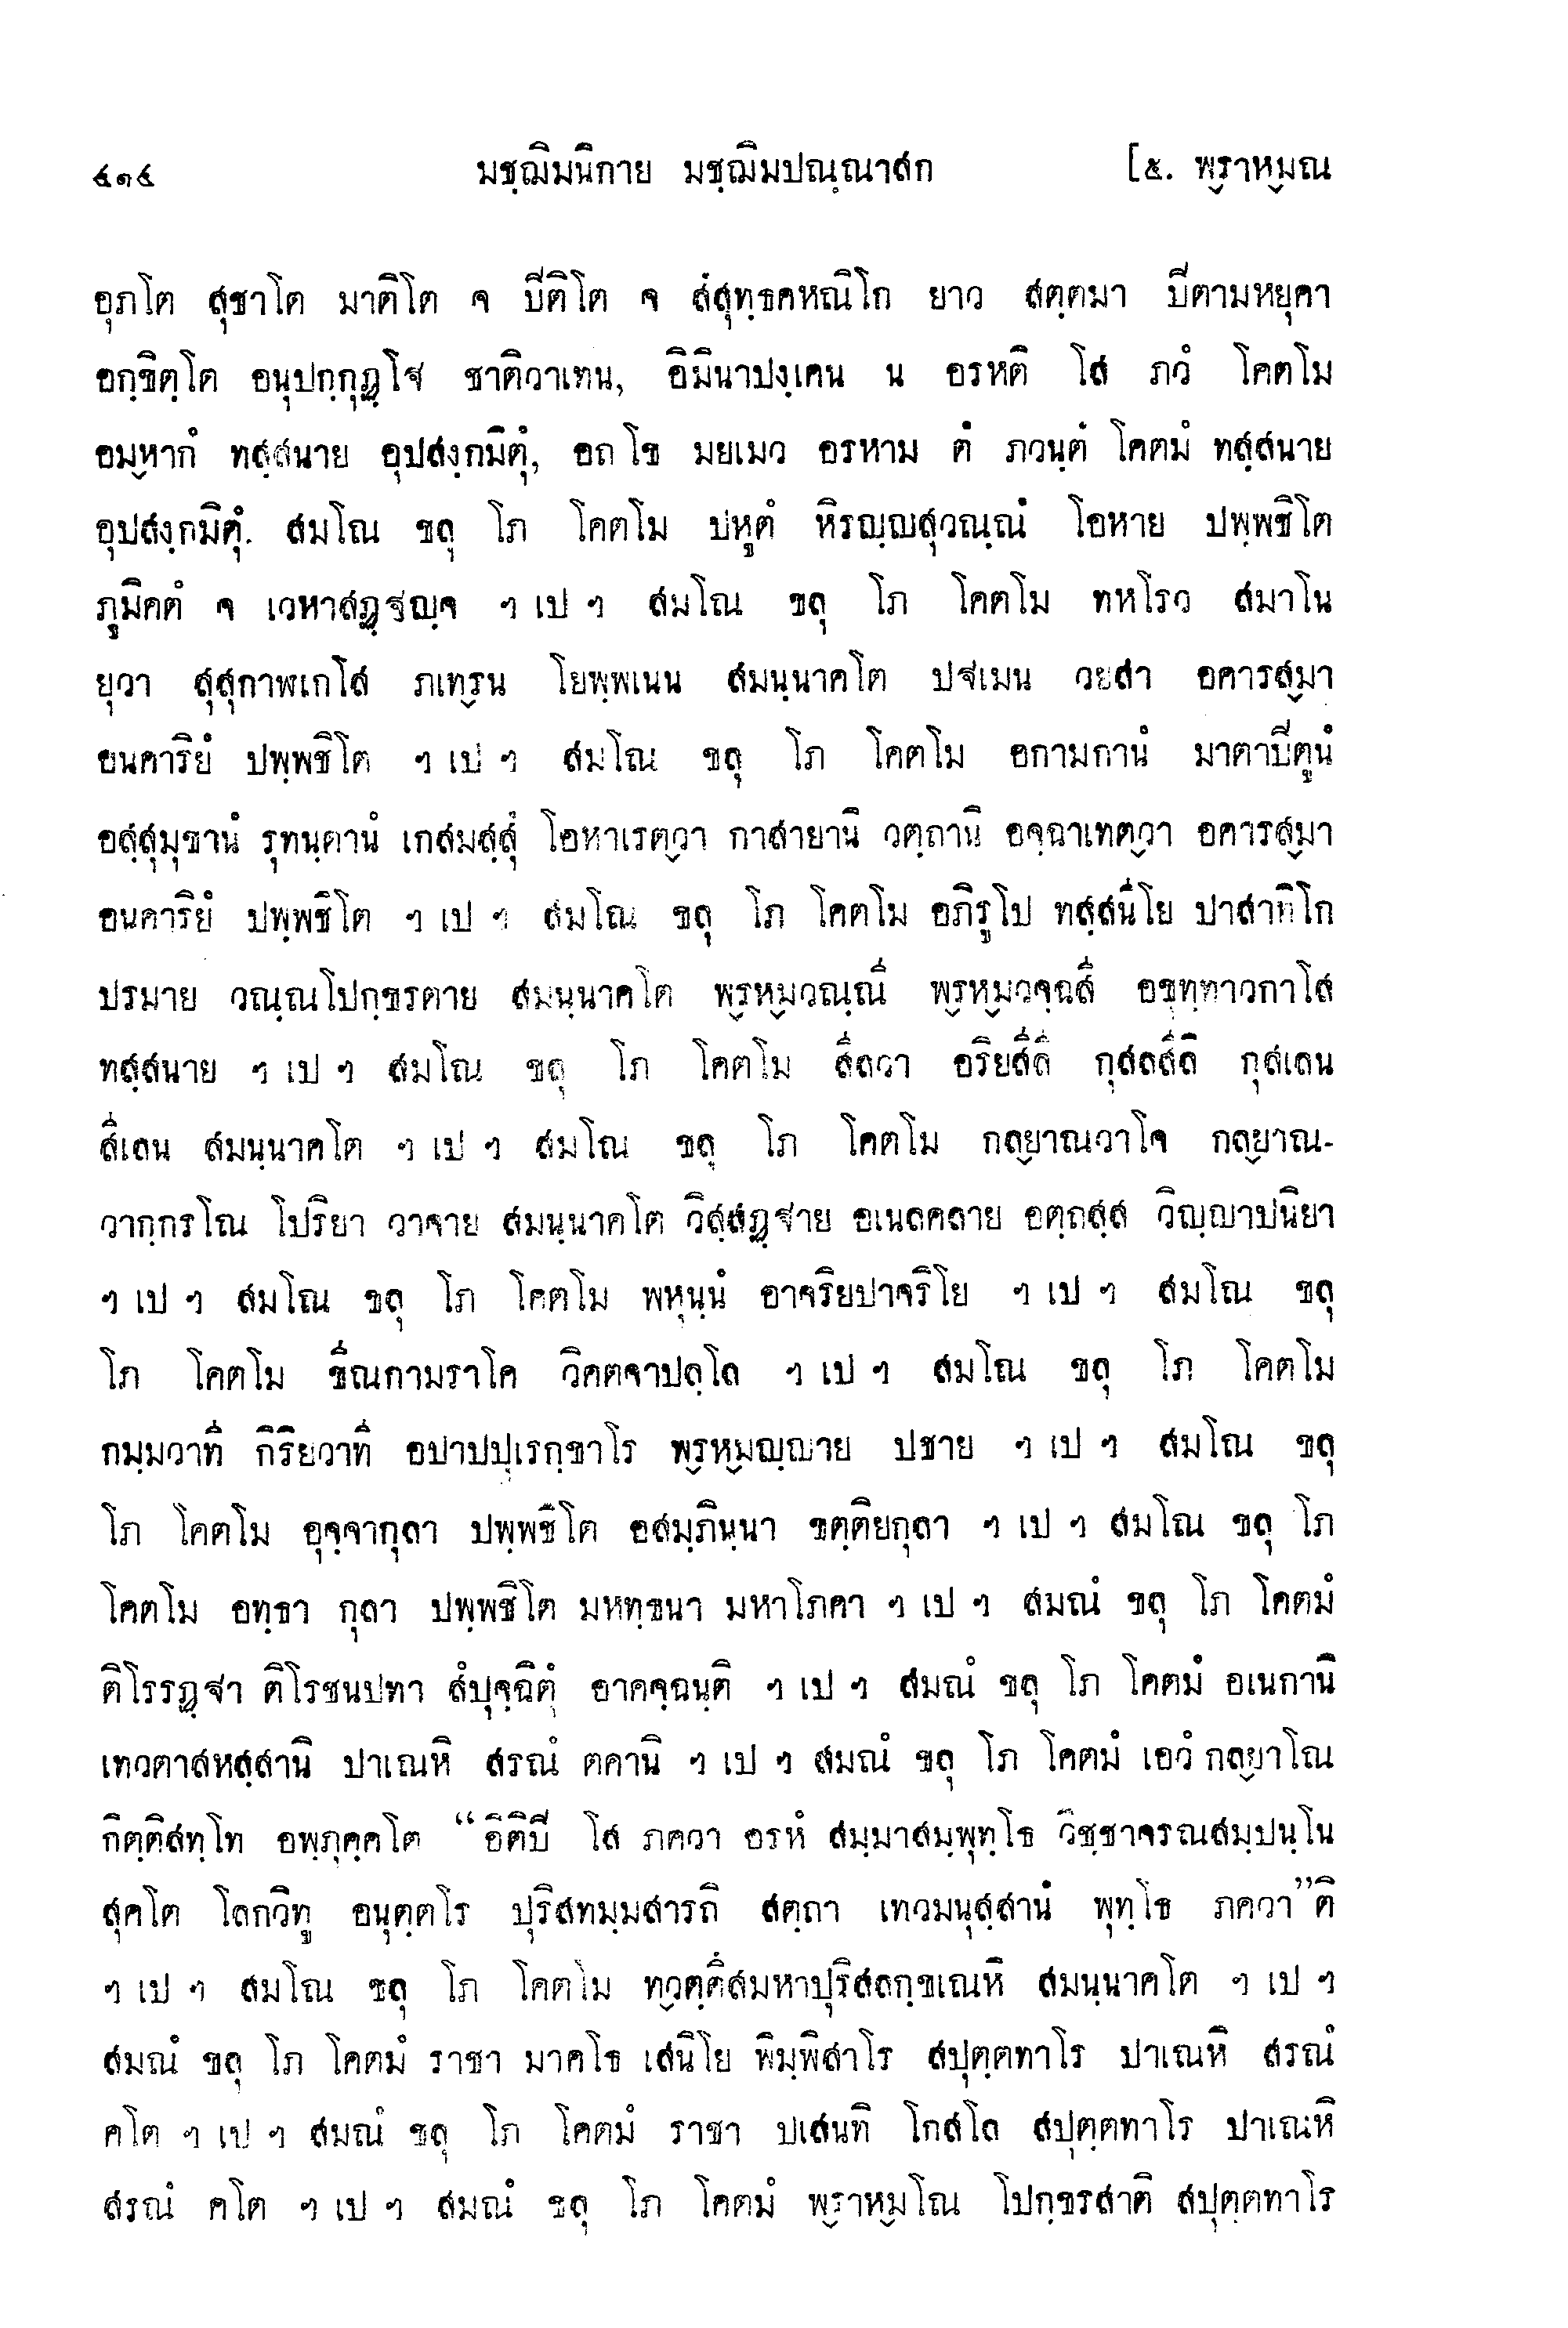 ๔๑๔ มชฺฌิมนิกาย มชฺฌิมปณฺณาสก [๕. พฺราหฺมณ
อุภโต สุชาโต มาติโต จ ปีติโต จ สํสุทฺธคหณิโก ยาว สตฺตมา ปีตามหยุคา
อกฺขิตฺโต อนุปกฺกุฏฺโฐ ชาติวาเทน, อิมินาปงฺเคน น อรหติ โส ภวํ โคตโม
อมฺหากํ ทสฺสนาย อุปสงฺกมิตุํ, อถ โข มยเมว อรหาม ตํ ภวนฺตํ โคตมํ ทสฺสนาย
อุปสงฺกมิตุํ. สมโณ ขลุ โภ โคตโม ปหูตํ หิรญฺญสุวณฺณํ โอหาย ปพฺพชิโต
ภูมิคตํ จ เวหาสฏฺฐญฺจ ฯ เป ฯ สมโณ ขลุ โภ โคตโม ทหโรว สมาโน
ยุวา สุสุกาฬเกโส ภเทฺรน โยพฺพเนน สมนฺนาคโต ปฐเมน วยสา อคารสฺมา
อนคาริยํ ปพฺพชิโต ฯ เป ฯ สมโณ ขลุ โภ โคตโม อกามกานํ มาตาปีตูนํ
อสฺสุมุขานํ รุทนฺตานํ เกสมสฺสุํ โอหาเรตฺวา กาสายานิ วตฺถานิ อจฺฉาเทตฺวา อคารสฺมา
อนคาริยํ ปพฺพชิโต ฯ เป ฯ สมโณ ขลุ โภ โคตโม อภิรูโป ทสฺสนีโย ปาสาทิโก
ปรมาย วณฺณโปกฺขรตาย สมนฺนาคโต พฺรหฺมวณฺณี พฺรหฺมวจฺฉสี อขุทฺทาวกาโส
ทสฺสนาย ฯ เป ฯ สมโณ ขลุ โภ โคตโม สีลวา อริยสีลี กุสลสีลี กุสเลน
สีเลน สมนฺนาคโต ฯ เป ฯ สมโณ ขลุ โภ โคตโม กลฺยาณวาโจ กลฺยาณ-
วากฺกรโณ โปริยา วาจาย สมนฺนาคโต วิสฺสฏฺฐาย อเนลคลาย อตฺถสฺส วิญฺญาปนิยา
ฯ เป ฯ สมโณ ขลุ โภ โคตโม พหุนฺนํ อาจริยปาจริโย ฯ เป ฯ สมโณ ขลุ
โภ โคตโม ขีณกามราโค วิคตจาปลฺโล ฯ เป ฯ สมโณ ขลุ โภ โคตโม
กมฺมวาที กิริยวาที อปาปปุเรกฺขาโร พฺรหฺมญฺญาย ปชาย ฯ เป ฯ สมโณ ขลุ
โภ โคตโม อุจฺจากุลา ปพฺพชิโต อสมฺภินฺนา ขตฺติยกุลา ฯ เป ฯ สมโณ ขลุ โภ
โคตโม อทฺธา กุลา ปพฺพชิโต มหทฺธนา มหาโภคา ฯ เป ฯ สมณํ ขลุ โภ โคตมํ
ติโรรฏฺฐา ติโรชนปทา สํปุจฺฉิตุํ อาคจฺฉนฺติ ฯ เป ฯ สมณํ ขลุ โภ โคตมํ อเนกานิ
เทวตาสหสฺสานิ ปาเณหิ สรณํ คตานิ ฯ เป ฯ สมณํ ขลุ โภ โคตมํ เอวํ กลฺยาโณ
กิตฺติสทฺโท อพฺภุคฺคโต “อิติปี โส ภควา อรหํ สมฺมาสมฺพุทฺโธ วิชฺชาจรณสมฺปนฺโน
สุคโต โลกวิทู อนุตฺตโร ปุริสทมฺมสารถิ สตฺถา เทวมนุสฺสานํ พุทฺโธ ภควา”ติ
ฯ เป ฯ สมโณ ขลุ โภ โคตโม ทฺวตฺตึสมหาปุริสลกฺขเณหิ สมนฺนาคโต ฯ เป ฯ
สมณํ ขลุ โภ โคตมํ ราชา มาคโธ เสนิโย พิมฺพิสาโร สปุตฺตทาโร ปาเณหิ สรณํ
คโต ฯ เป ฯ สมณํ ขลุ โภ โคตมํ ราชา ปเสนทิ โกสโล สปุตฺตทาโร ปาเณหิ
สรณํ คโต ฯ เป ฯ สมณํ ขลุ โภ โคตมํ พฺราหฺมโณ โปกฺขรสาติ สปุตฺตทาโร